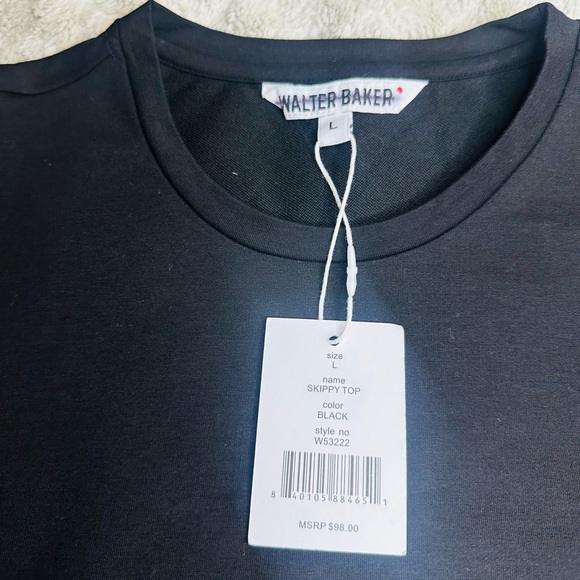 WALTER BAKER
L
size
L
name
SKIPPY TOP
color
BLACK
style no
W53222
8 40105 88465 1
MSRP $98.00